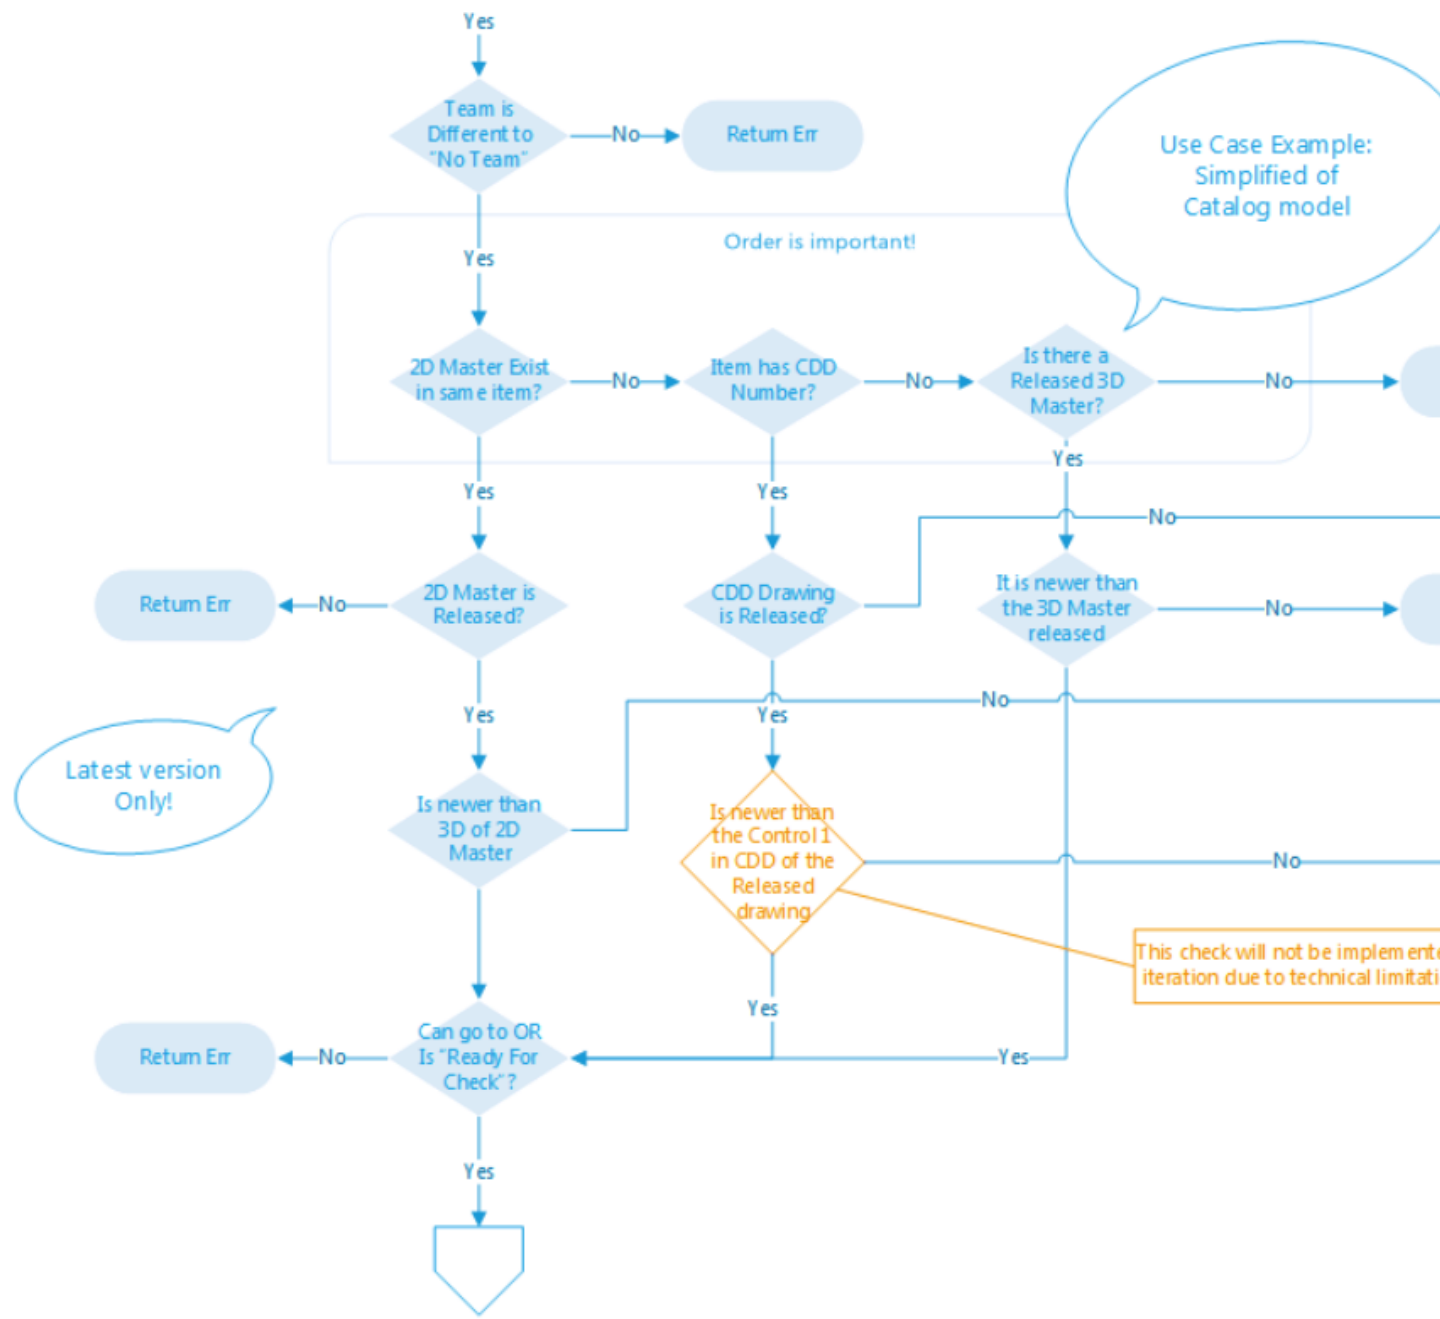 Yes
Team is
Different to
"No Team"
No
Return Err
Use Case Example:
Simplified of
Catalog model
Order is important!
Yes
2D Master Exist
in same item?
No
Item has CDD
Number?
No
Is there a
Released 3D
Master?
No
Yes
Yes
Yes
No
Return Err
No
2D Master is
Released?
CDD Drawing
is Released?
It is newer than
the 3D Master
released
No
No
Yes
Yes
Latest version
Only!
Is newer than
3D of 2D
Master
Is newer than
the Control 1
in CDD of the
Released
drawing
No
This check will not be implemente
iteration due to technical limitati
Yes
Return Err
No
Can go to OR
Is "Ready For
Check"?
Yes
Yes